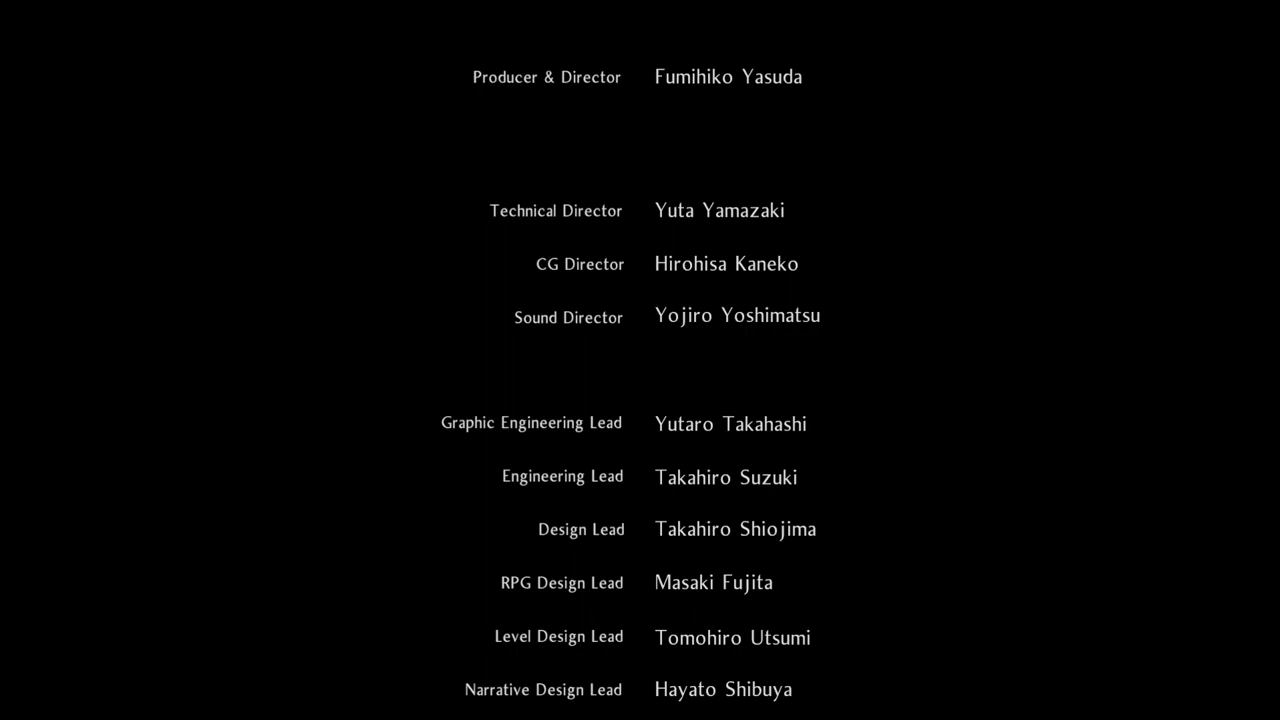 Producer & Director Fumihiko Yasuda
Technical Director Yuta Yamazaki
CG Director Hirohisa Kaneko
Sound Director Yojiro Yoshimatsu
Graphic Engineering Lead Yutaro Takahashi
Engineering Lead Takahiro Suzuki
Design Lead Takahiro Shiojima
RPG Design Lead Masaki Fujita
Level Design Lead Tomohiro Utsumi
Narrative Design Lead Hayato Shibuya